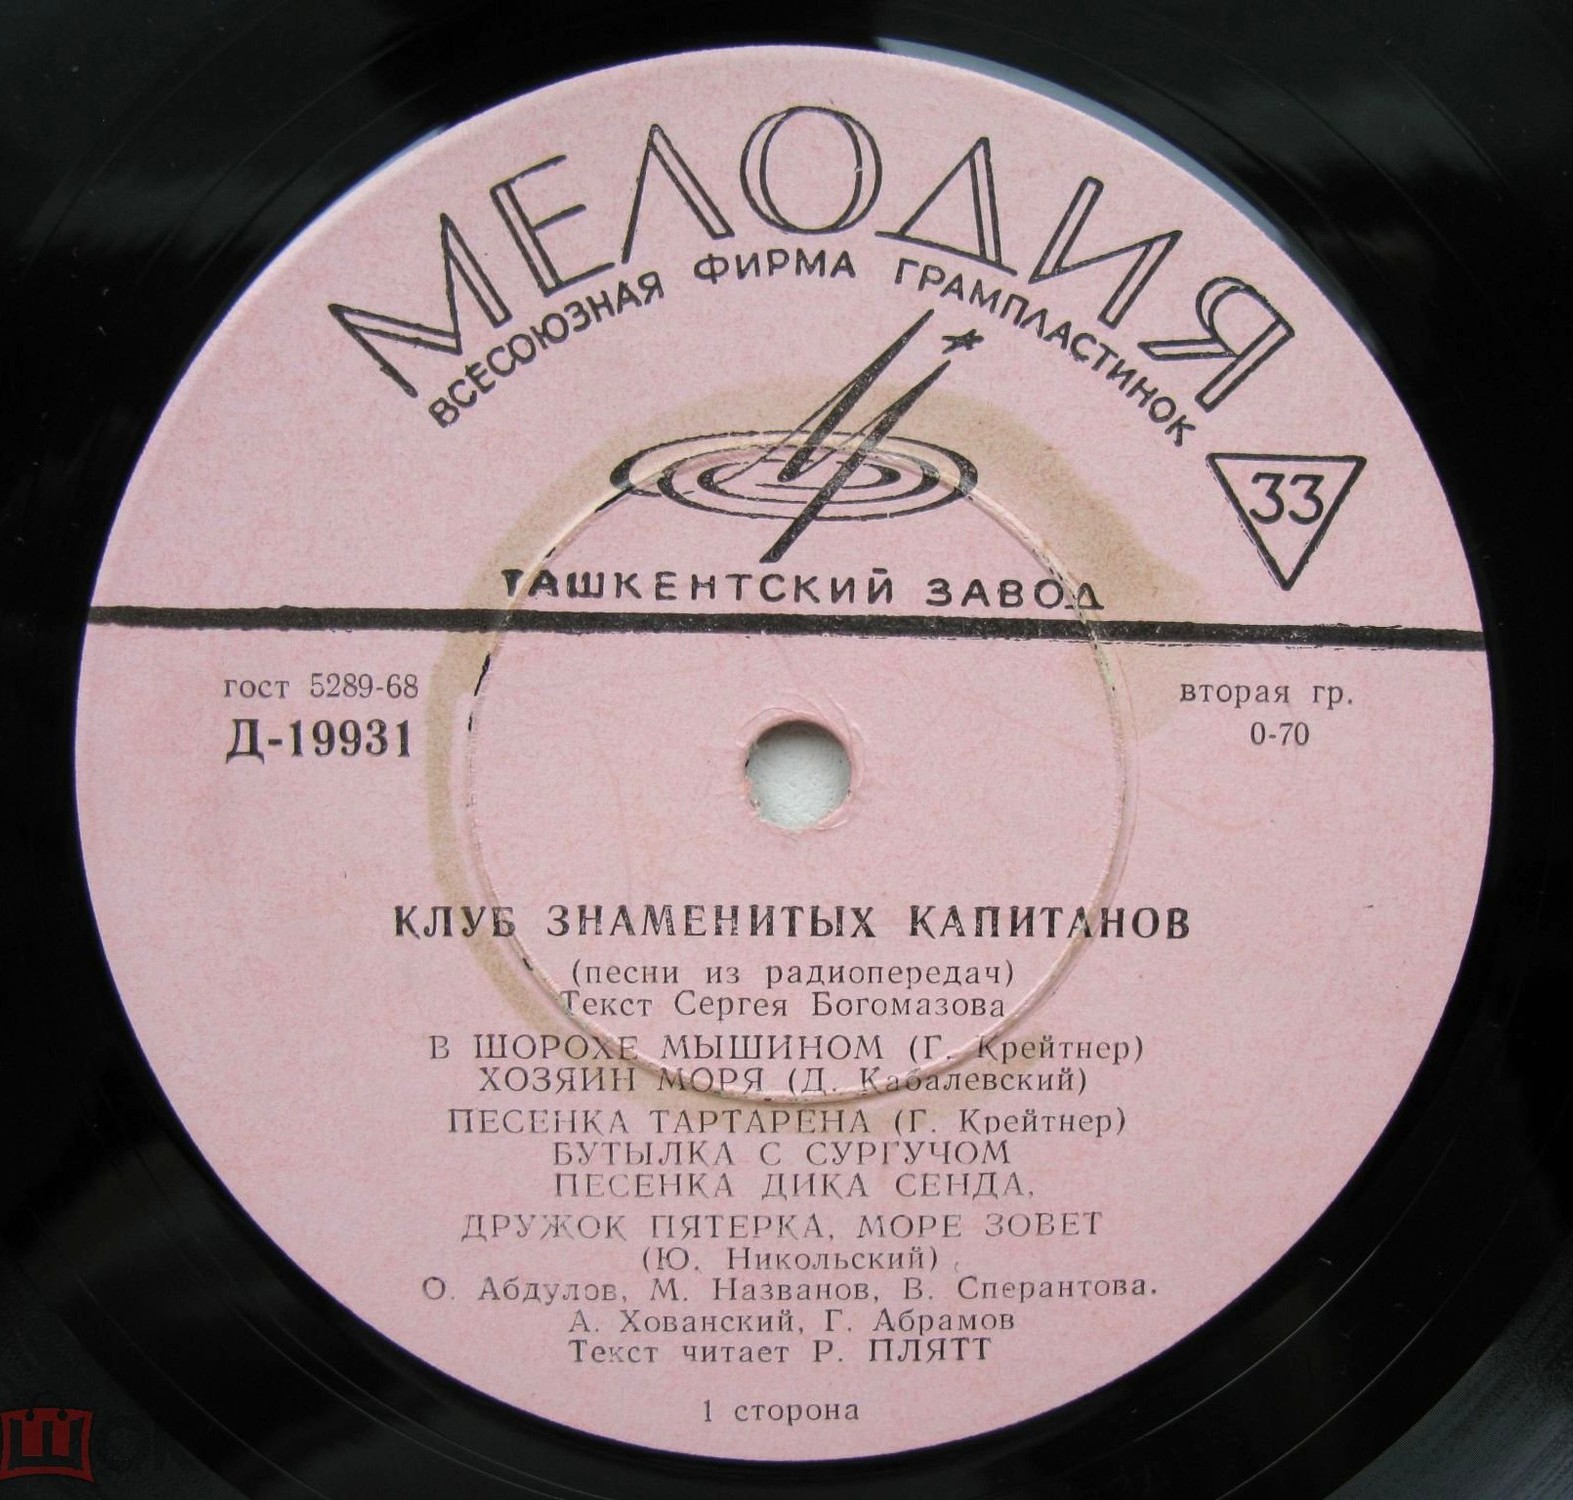 МЕЛОДИЯ
ВСЕСОЮЗНАЯ ФИРМА ГРАМПЛАСТИНОК
33
ТАШКЕНТСКИЙ ЗАВОД
гост 5289-68
Д-19931
вторая гр.
0-70
КЛУБ ЗНАМЕНИТЫХ КАПИТАНОВ
(песни из радиопередач)
Текст Сергея Богомазова
В ШОРОХЕ МЫШИНОМ (Г. Крейтнер)
ХОЗЯИН МОРЯ (Д. Кабалевский)
ПЕСЕНКА ТАРТАРЕНА (Г. Крейтнер)
БУТЫЛКА С СУРГУЧОМ
ПЕСЕНКА ДИКА СЕНДА,
ДРУЖОК ПЯТЕРКА, МОРЕ ЗОВЕТ
(Ю. Никольский)
О. Абдулов, М. Названов, В. Сперантова.
А. Хованский, Г. Абрамов
Текст читает Р. ПЛЯТТ
1 сторона